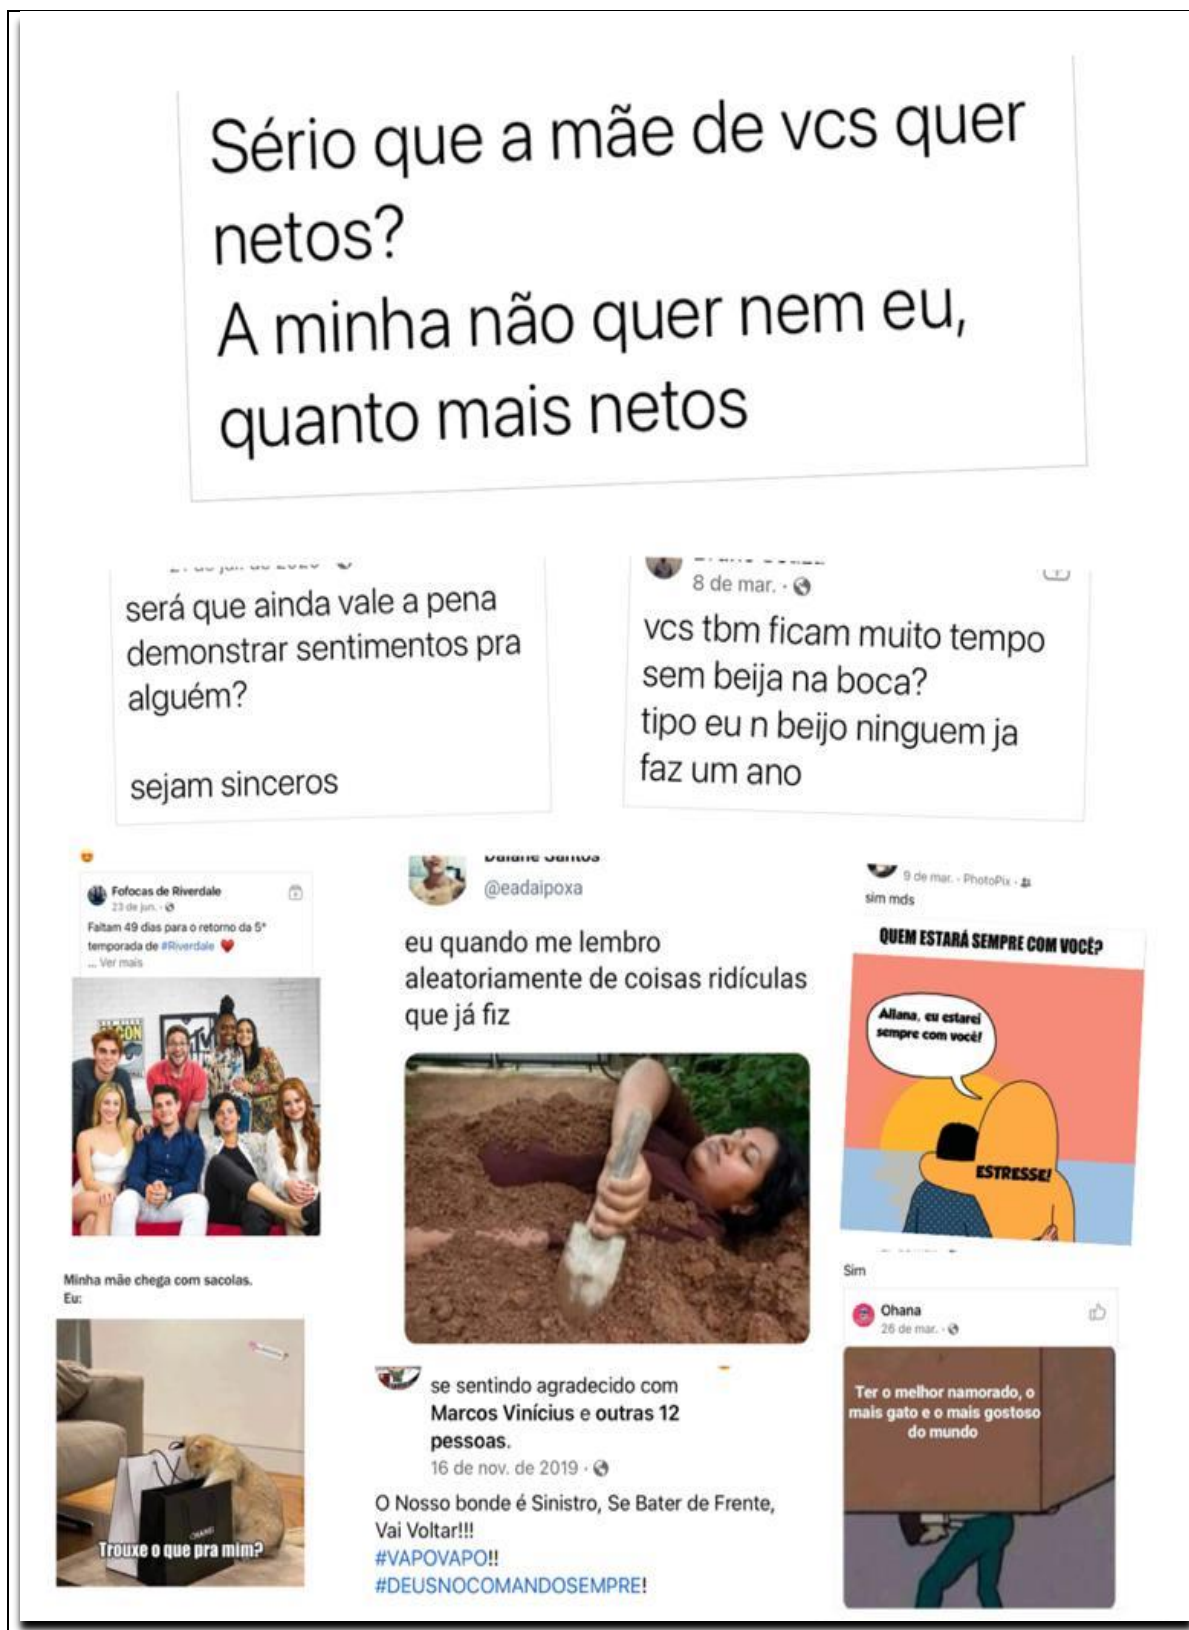 Sério que a mãe de vcs quer
netos?
A minha não quer nem eu,
quanto mais netos
será que ainda vale a pena
demonstrar sentimentos pra
alguém?
sejam sinceros
8 de mar. ·
vcs tbm ficam muito tempo
sem beija na boca?
tipo eu n beijo ninguem ja
faz um ano
Fofocas de Riverdale
23 de jun. ·
Faltam 49 dias para o retorno da 5ª
temporada de #Riverdale ❤️
... Ver mais
MTV
Minha mãe chega com sacolas.
Eu:
CHANEL
Trouxe o que pra mim?
Daiane Santos
@eadaipoxa
eu quando me lembro
aleatoriamente de coisas ridículas
que já fiz
se sentindo agradecido com
Marcos Vinícius e outras 12
pessoas.
16 de nov. de 2019 ·
O Nosso bonde é Sinistro, Se Bater de Frente,
Vai Voltar!!!
#VAPOVAPO!!
#DEUSNOCOMANDOSEMPRE!
9 de mar. · PhotoPix ·
sim mds
QUEM ESTARÁ SEMPRE COM VOCÊ?
Allana, eu estarei
sempre com você!
ESTRESSE!
Sim
Ohana
26 de mar. ·
Ter o melhor namorado, o
mais gato e o mais gostoso
do mundo